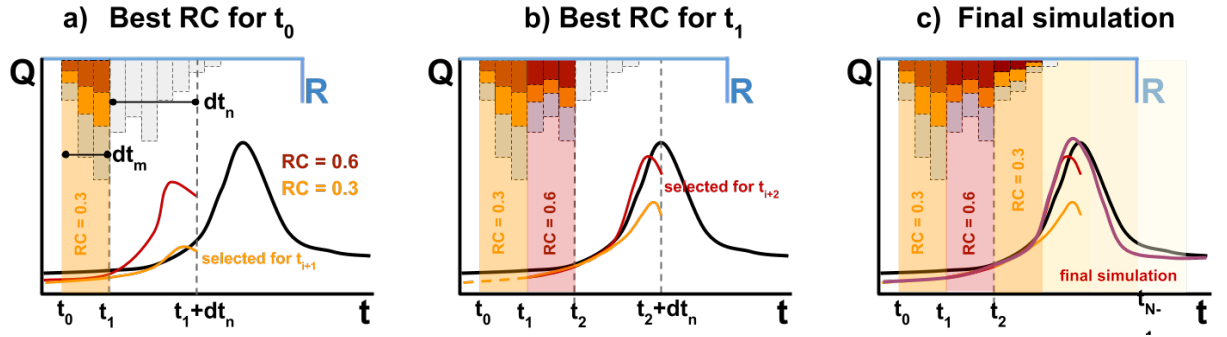 a) Best RC for t0
Q
R
dtn
dtm
RC = 0.6
RC = 0.3
RC = 0.3
selected for ti+1
t0
t1
t1+dtn
t
b) Best RC for t1
Q
R
RC = 0.3
RC = 0.6
selected for ti+2
t0
t1
t2
t2+dtn
t
c) Final simulation
Q
R
RC = 0.3
RC = 0.6
RC = 0.3
final simulation
t0
t1
t2
tN-
t